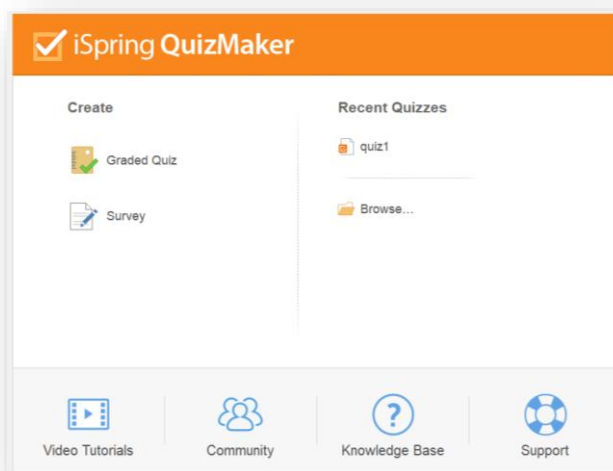 iSpring QuizMaker
Create
Graded Quiz
Survey
Recent Quizzes
quiz1
Browse...
Video Tutorials
Community
Knowledge Base
Support